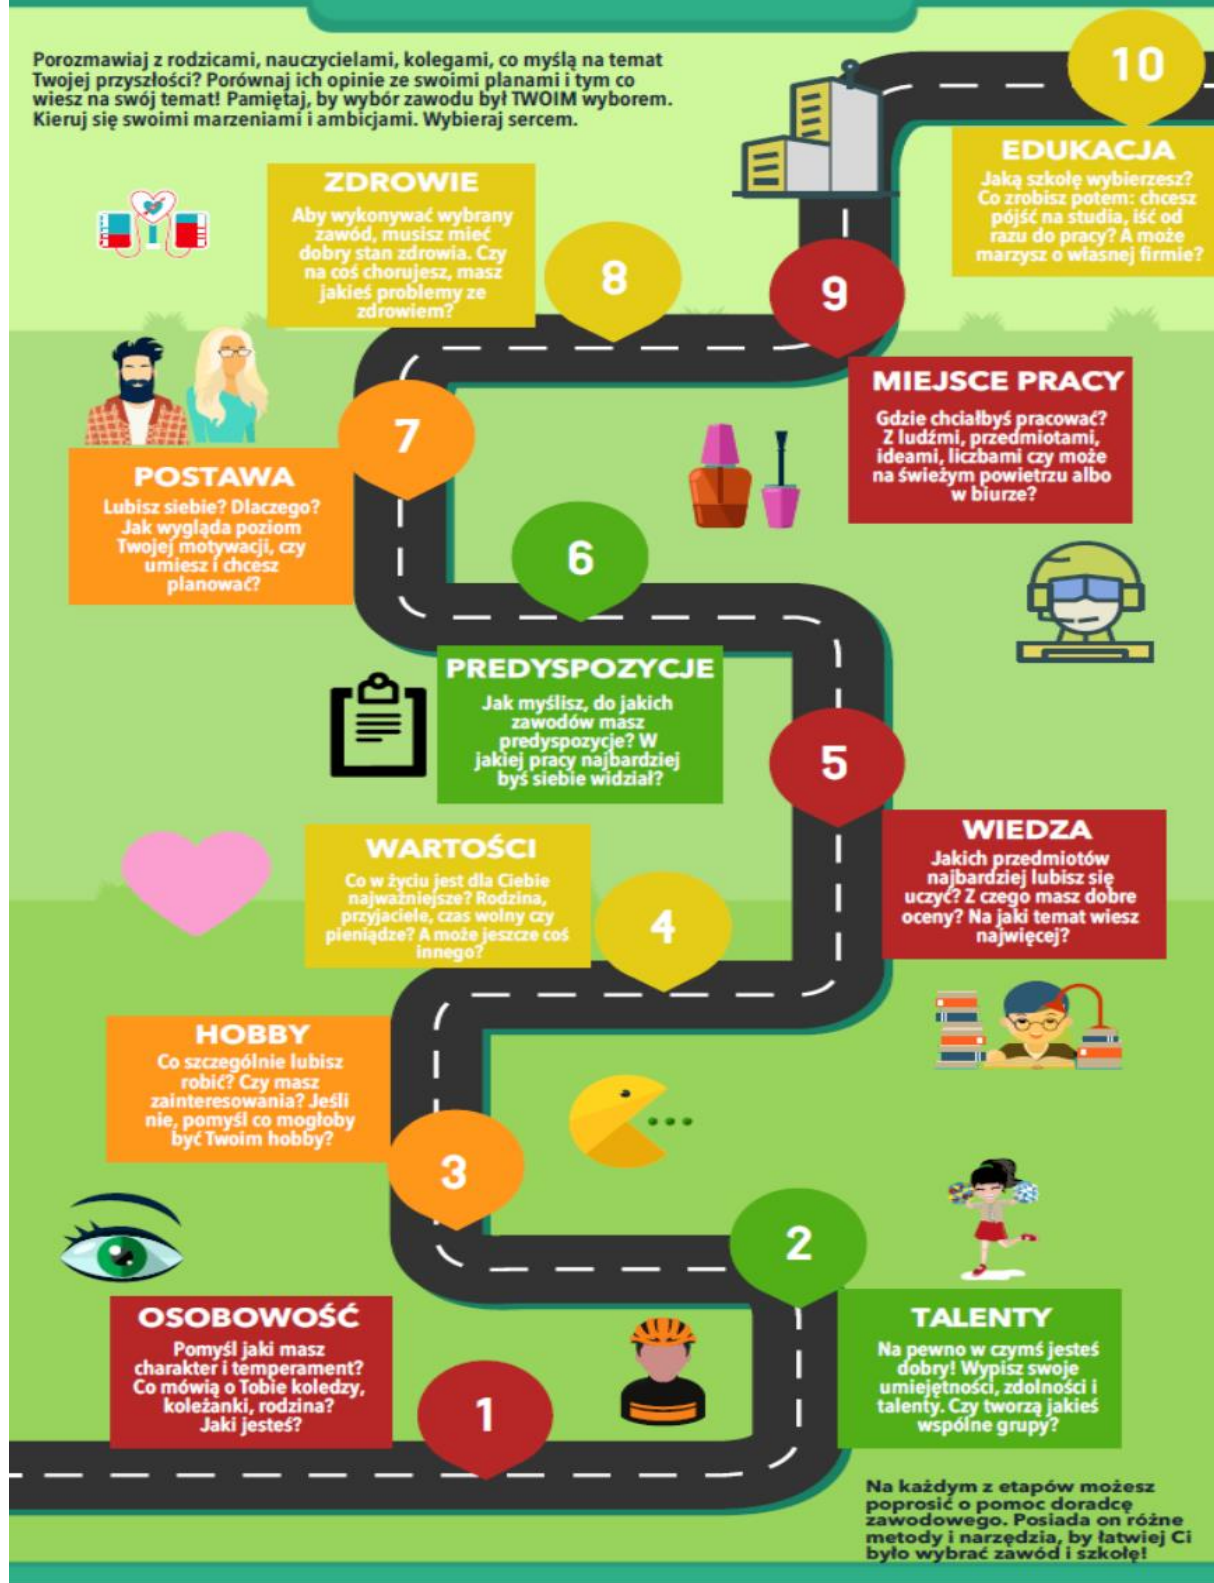 Porozmawiaj z rodzicami, nauczycielami, kolegami, co myślą na temat
Twojej przyszłości? Porównaj ich opinie ze swoimi planami i tym co
wiesz na swój temat! Pamiętaj, by wybór zawodu był TWOIM wyborem.
Kieruj się swoimi marzeniami i ambicjami. Wybieraj sercem.
10
EDUKACJA
Jaką szkołę wybierzesz?
Co zrobisz potem: chcesz
pójść na studia, iść od
razu do pracy? A może
marzysz o własnej firmie?
ZDROWIE
Aby wykonywać wybrany
zawód, musisz mieć
dobry stan zdrowia. Czy
na coś chorujesz, masz
jakieś problemy ze
zdrowiem?
8
9
MIEJSCE PRACY
Gdzie chciałbyś pracować?
Z ludźmi, przedmiotami,
ideami, liczbami czy może
na świeżym powietrzu albo
w biurze?
7
POSTAWA
Lubisz siebie? Dlaczego?
Jak wygląda poziom
Twojej motywacji, czy
umiesz i chcesz
planować?
6
PREDYSPOZYCJE
Jak myślisz, do jakich
zawodów masz
predyspozycje? W
jakiej pracy najbardziej
byś siebie widział?
5
WIEDZA
Jakich przedmiotów
najbardziej lubisz się
uczyć? Z czego masz dobre
oceny? Na jaki temat wiesz
najwięcej?
WARTOŚCI
Co w życiu jest dla Ciebie
najważniejsze? Rodzina,
przyjaciele, czas wolny czy
pieniądze? A może jeszcze coś
innego?
4
HOBBY
Co szczególnie lubisz
robić? Czy masz
zainteresowania? Jeśli
nie, pomyśl co mogłoby
być Twoim hobby?
3
2
TALENTY
Na pewno w czymś jesteś
dobry! Wypisz swoje
umiejętności, zdolności i
talenty. Czy tworzą jakieś
wspólne grupy?
OSOBOWOŚĆ
Pomyśl jaki masz
charakter i temperament?
Co mówią o Tobie koledzy,
koleżanki, rodzina?
Jaki jesteś?
1
Na każdym z etapów możesz
poprosić o pomoc doradcę
zawodowego. Posiada on różne
metody i narzędzia, by łatwiej Ci
było wybrać zawód i szkołę!